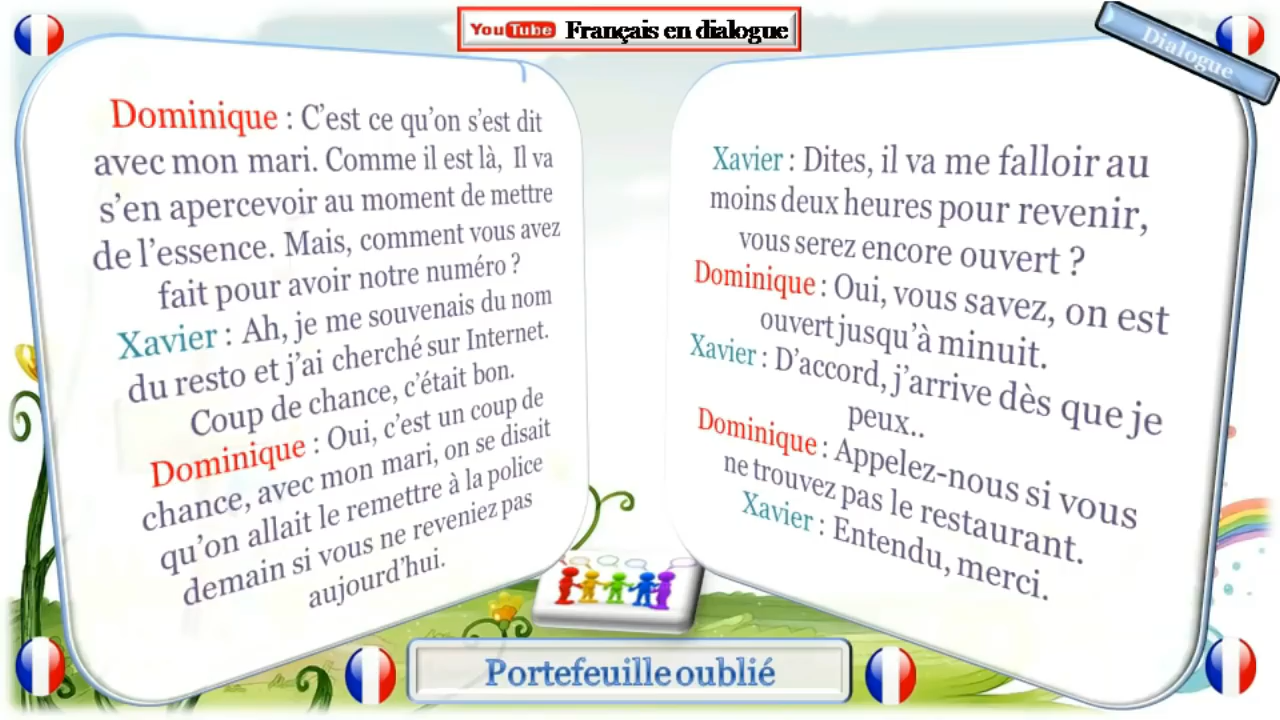 YouTube Français en dialogue
Dialogue
Dominique : C'est ce qu'on s'est dit
avec mon mari. Comme il est là, Il va
s'en apercevoir au moment de mettre
de l'essence. Mais, comment vous avez
fait pour avoir notre numéro ?
Xavier : Ah, je me souvenais du nom
du resto et j'ai cherché sur Internet.
Coup de chance, c'était bon.
Dominique : Oui, c'est un coup de
chance, avec mon mari, on se disait
qu'on allait le remettre à la police
demain si vous ne reveniez pas
aujourd'hui.
Xavier : Dites, il va me falloir au
moins deux heures pour revenir,
vous serez encore ouvert ?
Dominique : Oui, vous savez, on est
ouvert jusqu'à minuit.
Xavier : D'accord, j'arrive dès que je
peux..
Dominique : Appelez-nous si vous
ne trouvez pas le restaurant.
Xavier : Entendu, merci.
Portefeuille oublié